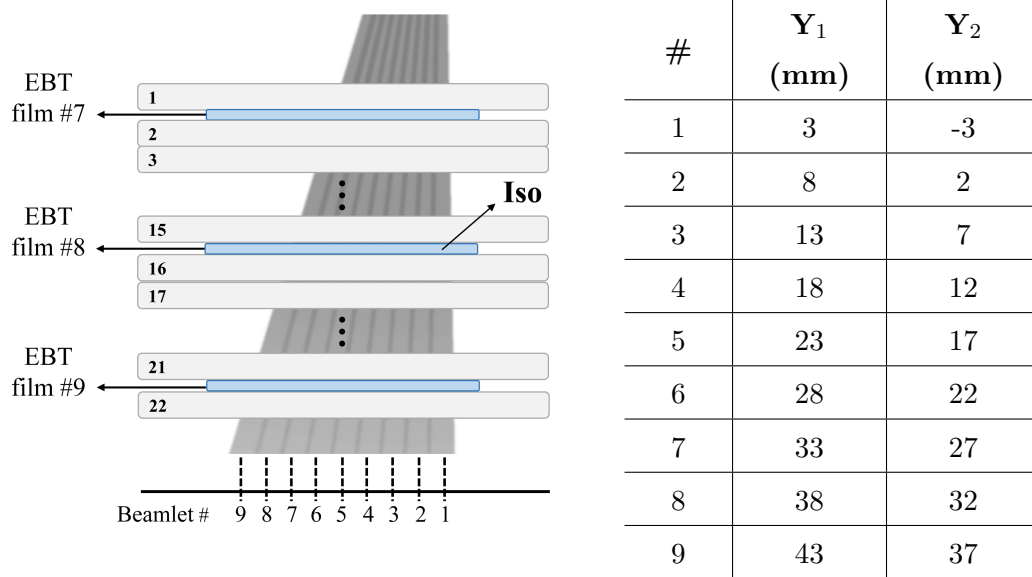 EBT
film #7
1
2
3
Iso
EBT
film #8
15
16
17
EBT
film #9
21
22
Beamlet # 9 8 7 6 5 4 3 2 1
# Y₁ (mm) Y₂ (mm)
1 3 -3
2 8 2
3 13 7
4 18 12
5 23 17
6 28 22
7 33 27
8 38 32
9 43 37